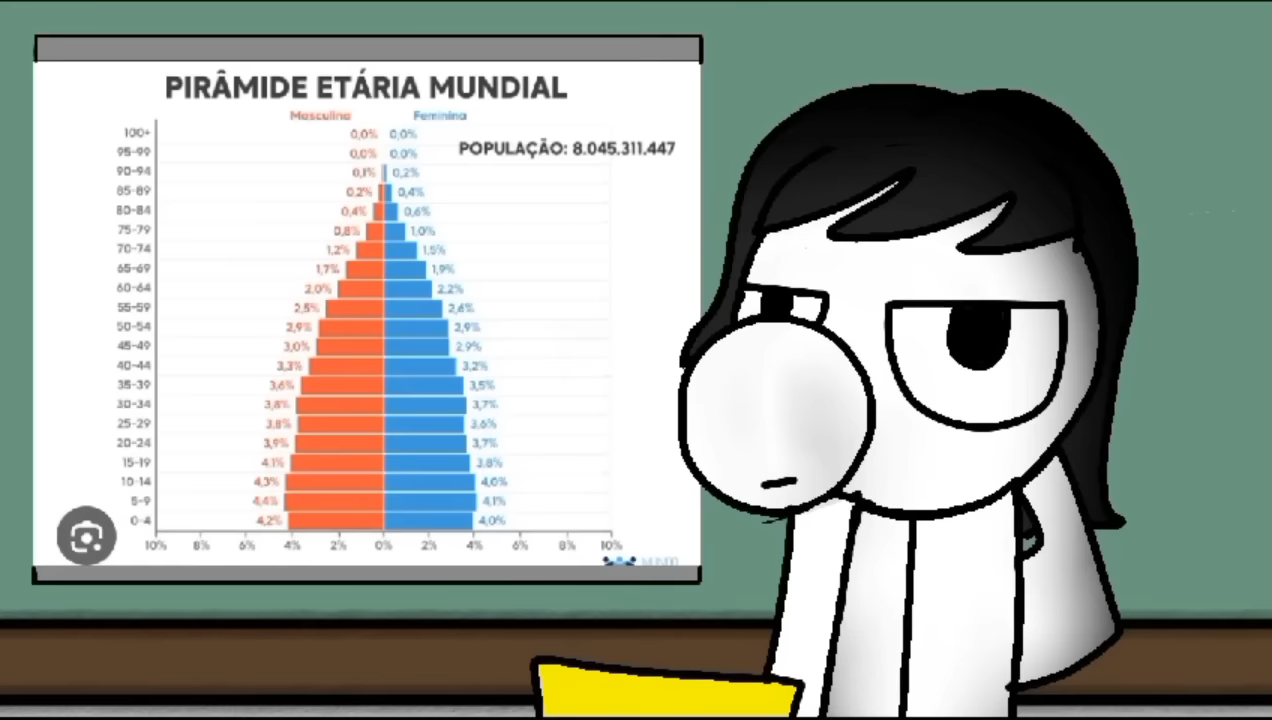 PIRÂMIDE ETÁRIA MUNDIAL
Masculina Feminina
POPULAÇÃO: 8.045.311.447
100+ 0,0% 0,0%
95-99 0,0% 0,0%
90-94 0,1% 0,2%
85-89 0,2% 0,4%
80-84 0,4% 0,6%
75-79 0,8% 1,0%
70-74 1,2% 1,5%
65-69 1,7% 1,9%
60-64 2,0% 2,2%
55-59 2,5% 2,6%
50-54 2,9% 2,9%
45-49 3,0% 2,9%
40-44 3,3% 3,2%
35-39 3,6% 3,5%
30-34 3,8% 3,7%
25-29 3,8% 3,6%
20-24 3,9% 3,7%
15-19 4,1% 3,8%
10-14 4,3% 4,0%
5-9 4,4% 4,1%
0-4 4,2% 4,0%
10% 8% 6% 4% 2% 0% 2% 4% 6% 8% 10%
MUNDO